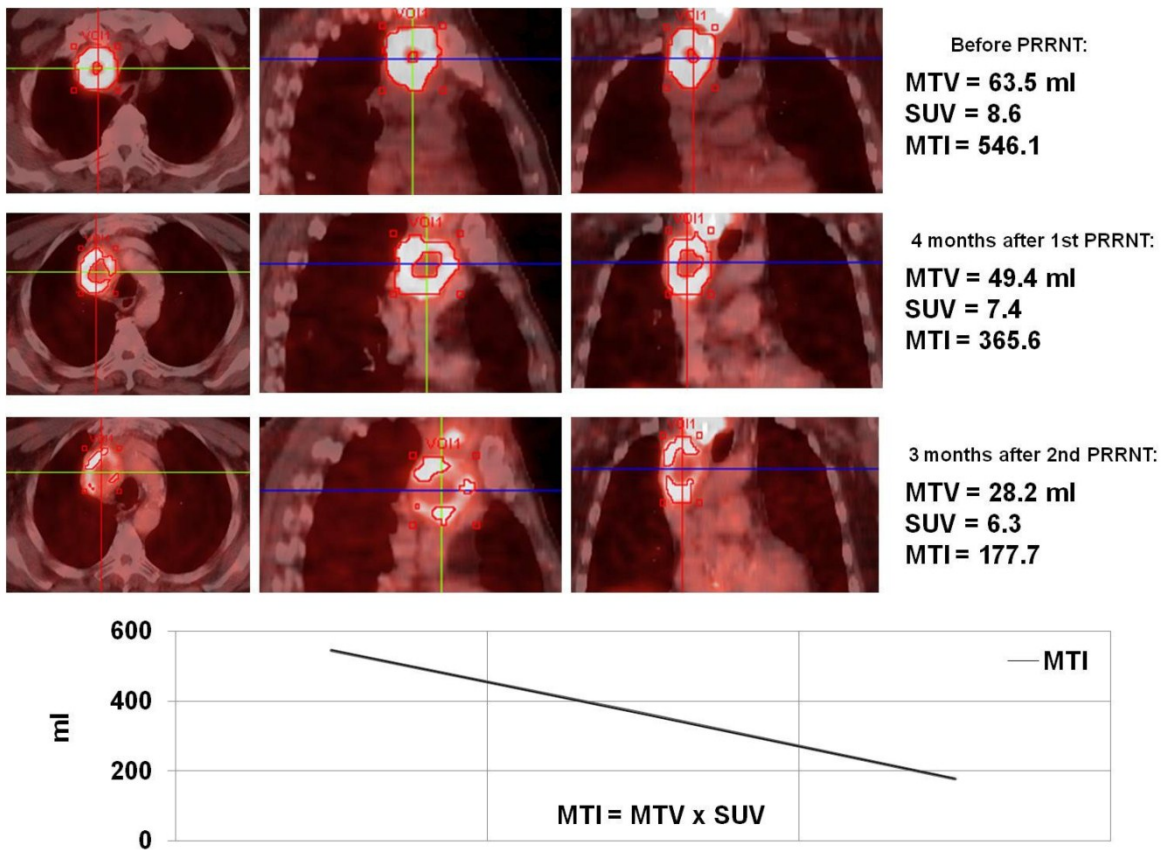 VOI1
VOI1
VOI1
Before PRRNT:
MTV = 63.5 ml
SUV = 8.6
MTI = 546.1
VOI1
VOI1
4 months after 1st PRRNT:
MTV = 49.4 ml
SUV = 7.4
MTI = 365.6
VOI1
VOI1
3 months after 2nd PRRNT:
MTV = 28.2 ml
SUV = 6.3
MTI = 177.7
600
400
200
0
ml
MTI
MTI = MTV x SUV